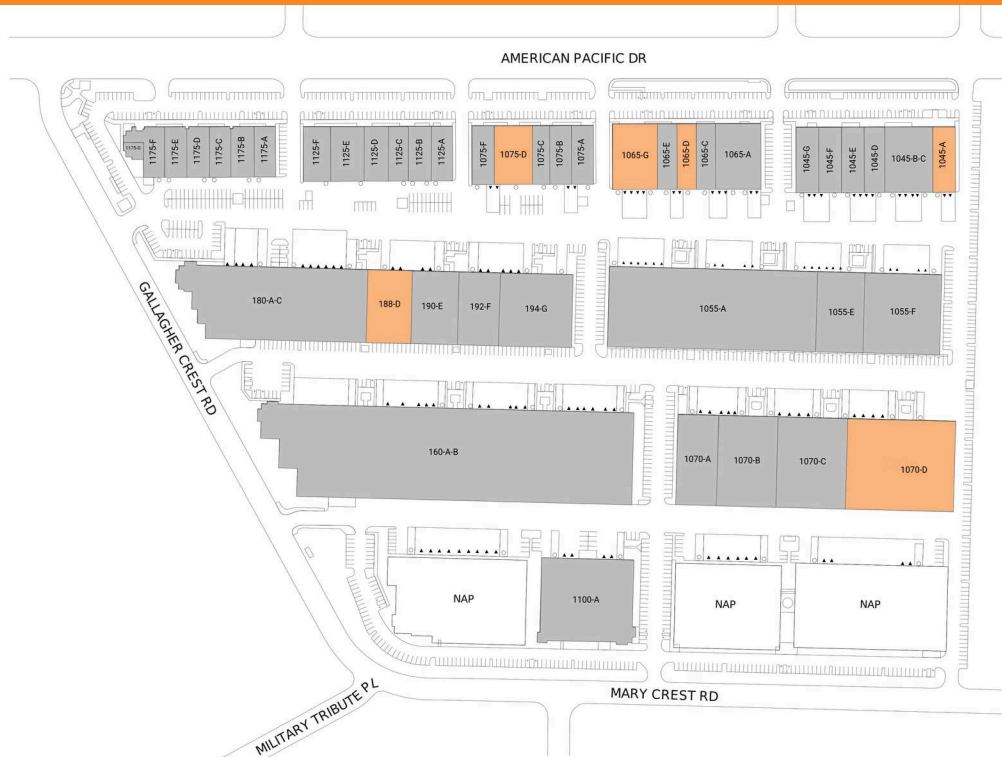 AMERICAN PACIFIC DR
1175-G
1175-F
1175-E
1175-D
1175-C
1175-B
1175-A
1125-F
1125-E
1125-D
1125-C
1125-B
1125-A
1075-F
1075-D
1075-C
1075-B
1075-A
1065-G
1065-E
1065-D
1065-C
1065-A
1045-G
1045-F
1045-E
1045-D
1045-B-C
1045-A
180-A-C
188-D
190-E
192-F
194-G
1055-A
1055-E
1055-F
GALLAGHER CREST RD
160-A-B
1070-A
1070-B
1070-C
1070-D
NAP
1100-A
NAP
NAP
MARY CREST RD
MILITARY TRIBUTE PL